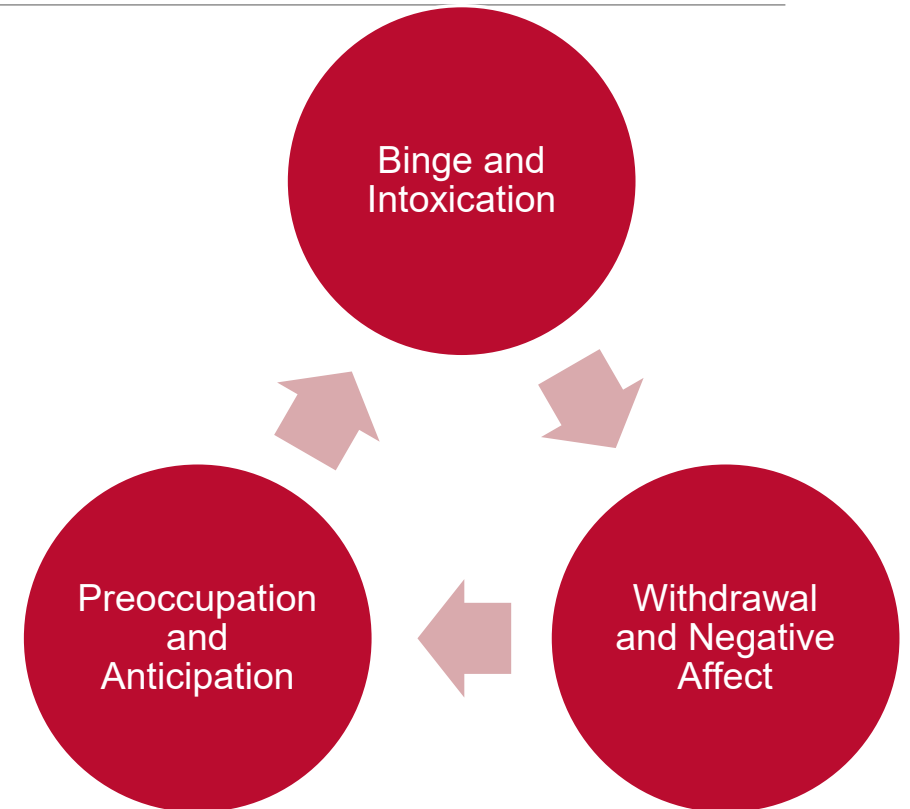 Binge and
Intoxication
Preoccupation
and
Anticipation
Withdrawal
and Negative
Affect